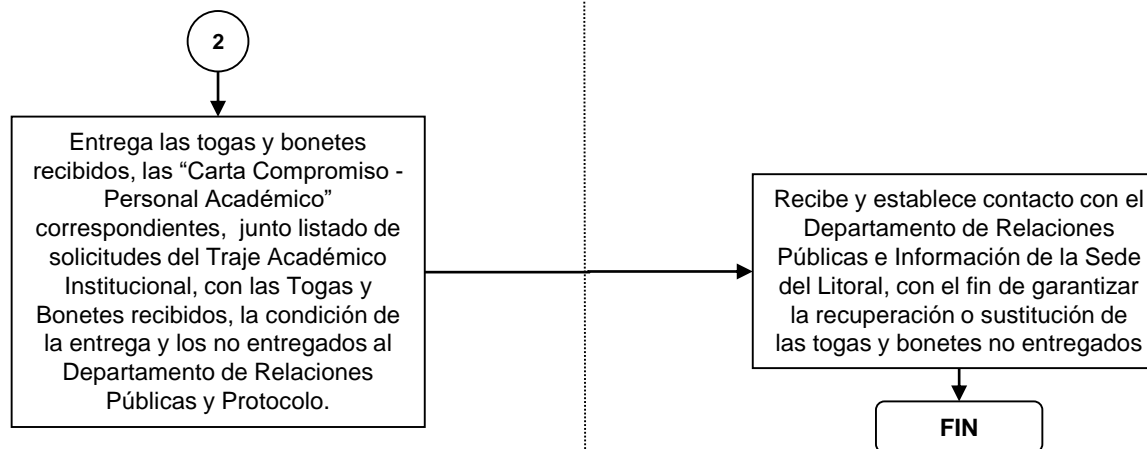 2
Entrega las togas y bonetes
recibidos, las “Carta Compromiso -
Personal Académico”
correspondientes, junto listado de
solicitudes del Traje Académico
Institucional, con las Togas y
Bonetes recibidos, la condición de
la entrega y los no entregados al
Departamento de Relaciones
Públicas y Protocolo.
Recibe y establece contacto con el
Departamento de Relaciones
Públicas e Información de la Sede
del Litoral, con el fin de garantizar
la recuperación o sustitución de
las togas y bonetes no entregados
FIN